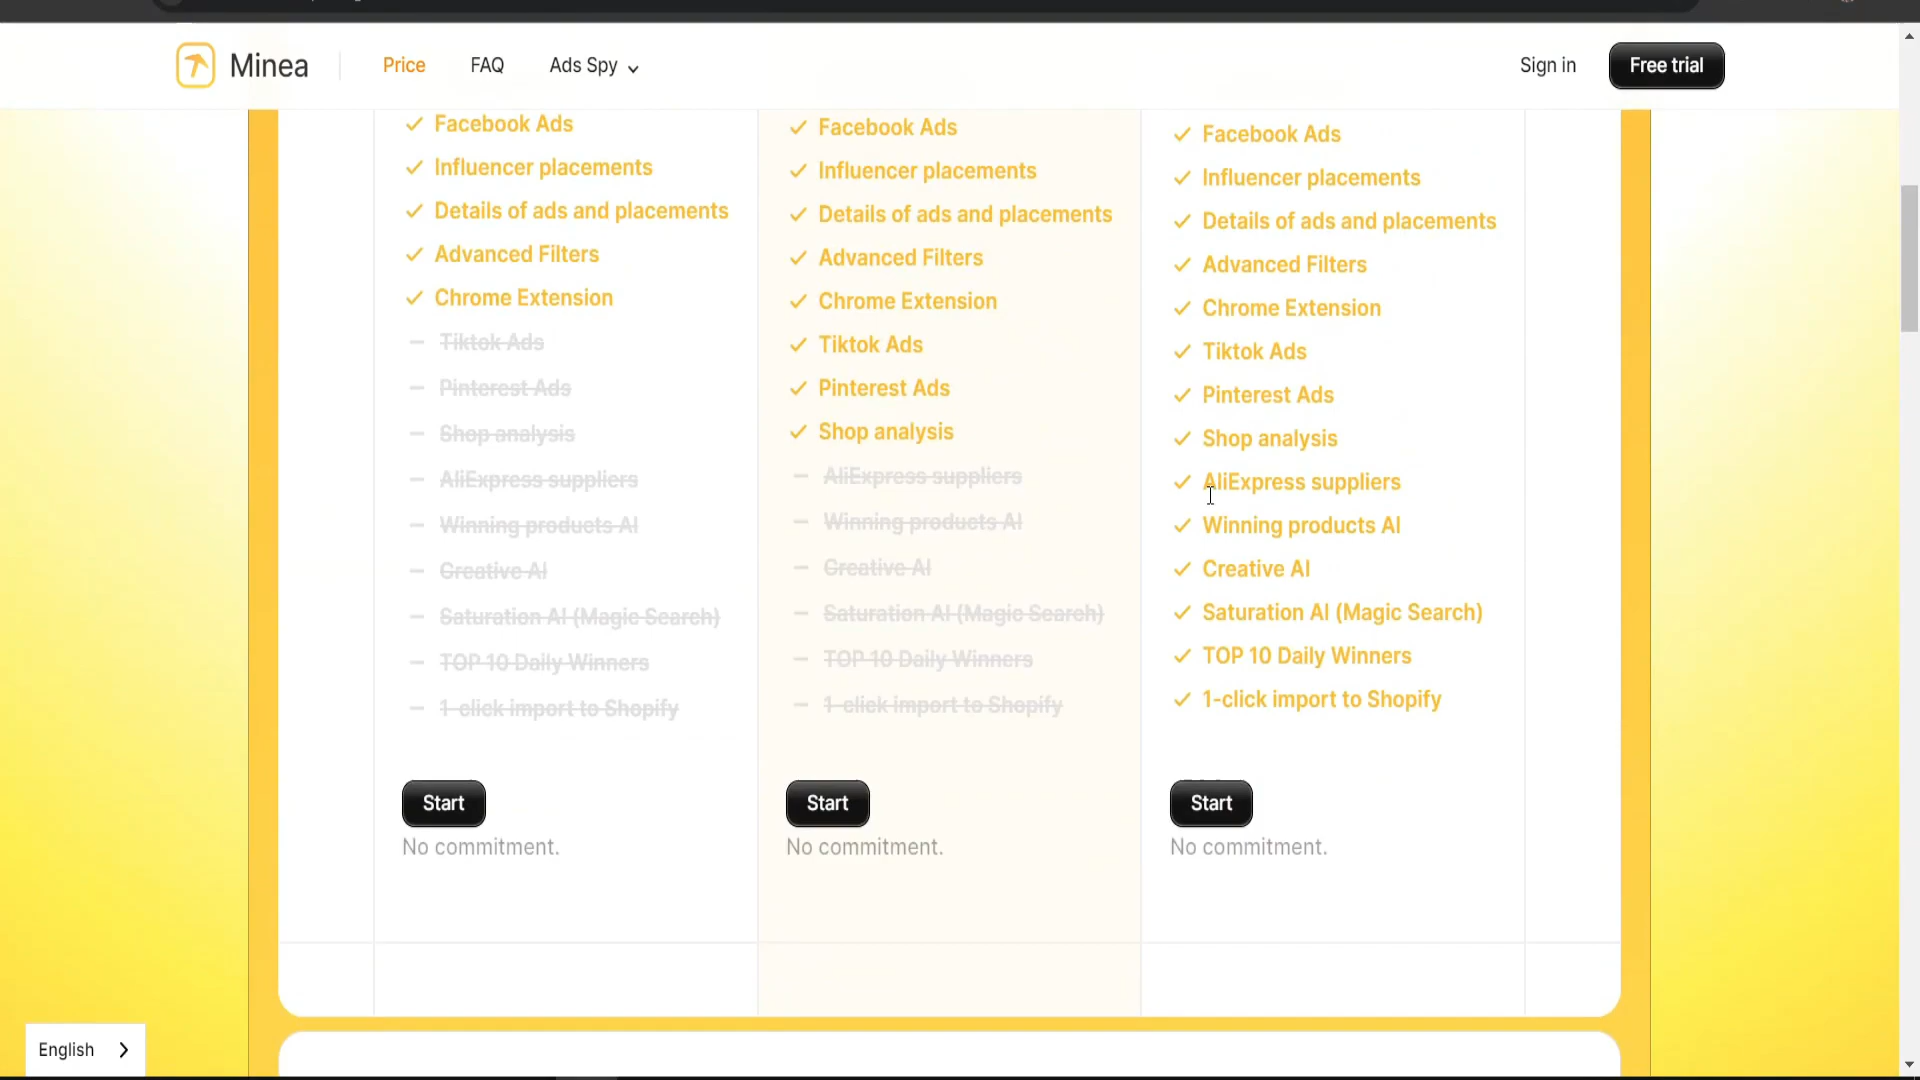 Minea
Price
FAQ
Ads Spy
Sign in
Free trial
Facebook Ads
Influencer placements
Details of ads and placements
Advanced Filters
Chrome Extension
Tiktok Ads
Pinterest Ads
Shop analysis
AliExpress suppliers
Winning products AI
Creative AI
Saturation AI (Magic Search)
TOP 10 Daily Winners
1-click import to Shopify
Start
No commitment.
Facebook Ads
Influencer placements
Details of ads and placements
Advanced Filters
Chrome Extension
Tiktok Ads
Pinterest Ads
Shop analysis
AliExpress suppliers
Winning products AI
Creative AI
Saturation AI (Magic Search)
TOP 10 Daily Winners
1-click import to Shopify
Start
No commitment.
Facebook Ads
Influencer placements
Details of ads and placements
Advanced Filters
Chrome Extension
Tiktok Ads
Pinterest Ads
Shop analysis
AliExpress suppliers
Winning products AI
Creative AI
Saturation AI (Magic Search)
TOP 10 Daily Winners
1-click import to Shopify
Start
No commitment.
English